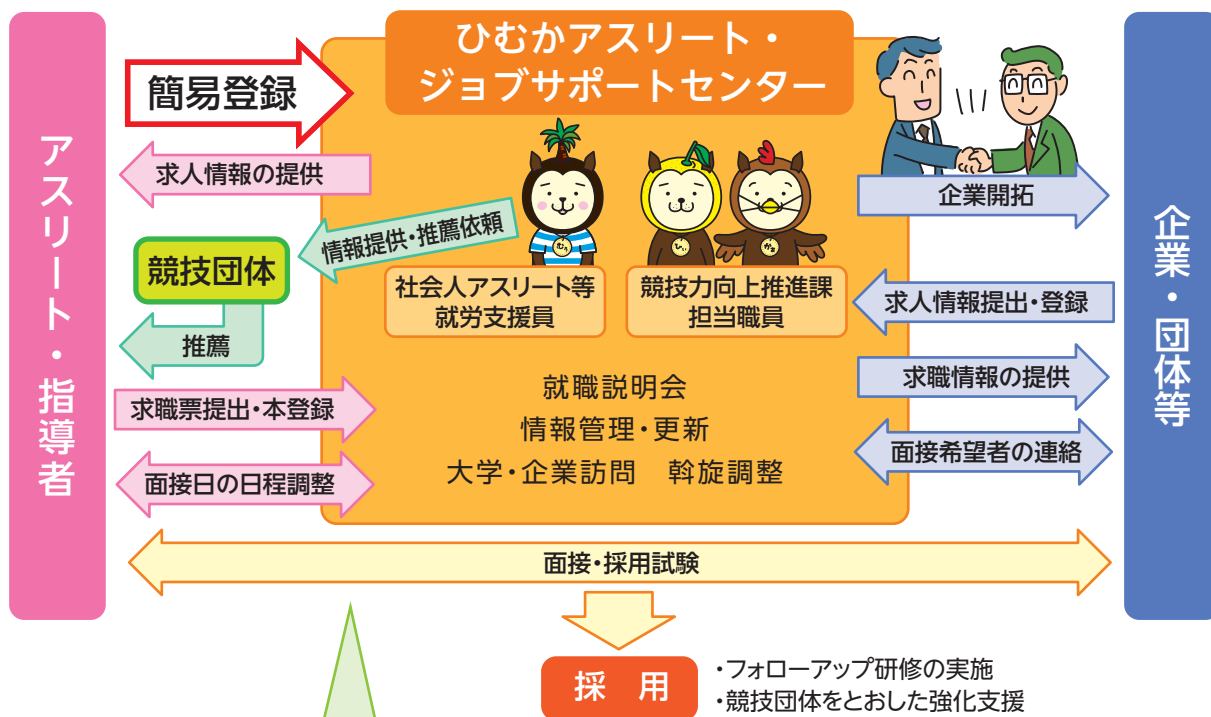 ひむかアスリート・
ジョブサポートセンター
アスリート・指導者
簡易登録
求人情報の提供
情報提供・推薦依頼
競技団体
推薦
求職票提出・本登録
面接日の日程調整
むぅ
ひぃ
かぁ
社会人アスリート等
就労支援員
競技力向上推進課
担当職員
就職説明会
情報管理・更新
大学・企業訪問　斡旋調整
企業開拓
求人情報提出・登録
求職情報の提供
面接希望者の連絡
企業・団体等
面接・採用試験
採　用
・フォローアップ研修の実施
・競技団体をとおした強化支援